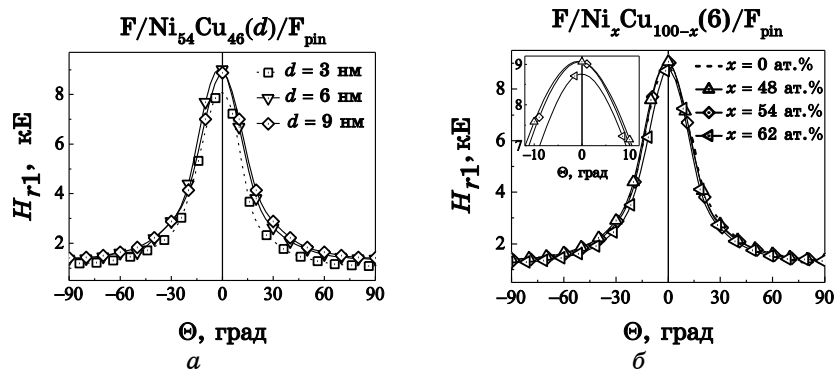 F/Ni54Cu46(d)/Fpin
d = 3 нм
d = 6 нм
d = 9 нм
8
6
4
2
Hr1, кЕ
−90 −60 −30 0 30 60 90
Θ, град
а
F/NixCu100−x(6)/Fpin
x = 0 ат.%
x = 48 ат.%
x = 54 ат.%
x = 62 ат.%
9
8
7
−10 0 10
Θ, град
8
6
4
2
Hr1, кЕ
−90 −60 −30 0 30 60 90
Θ, град
б